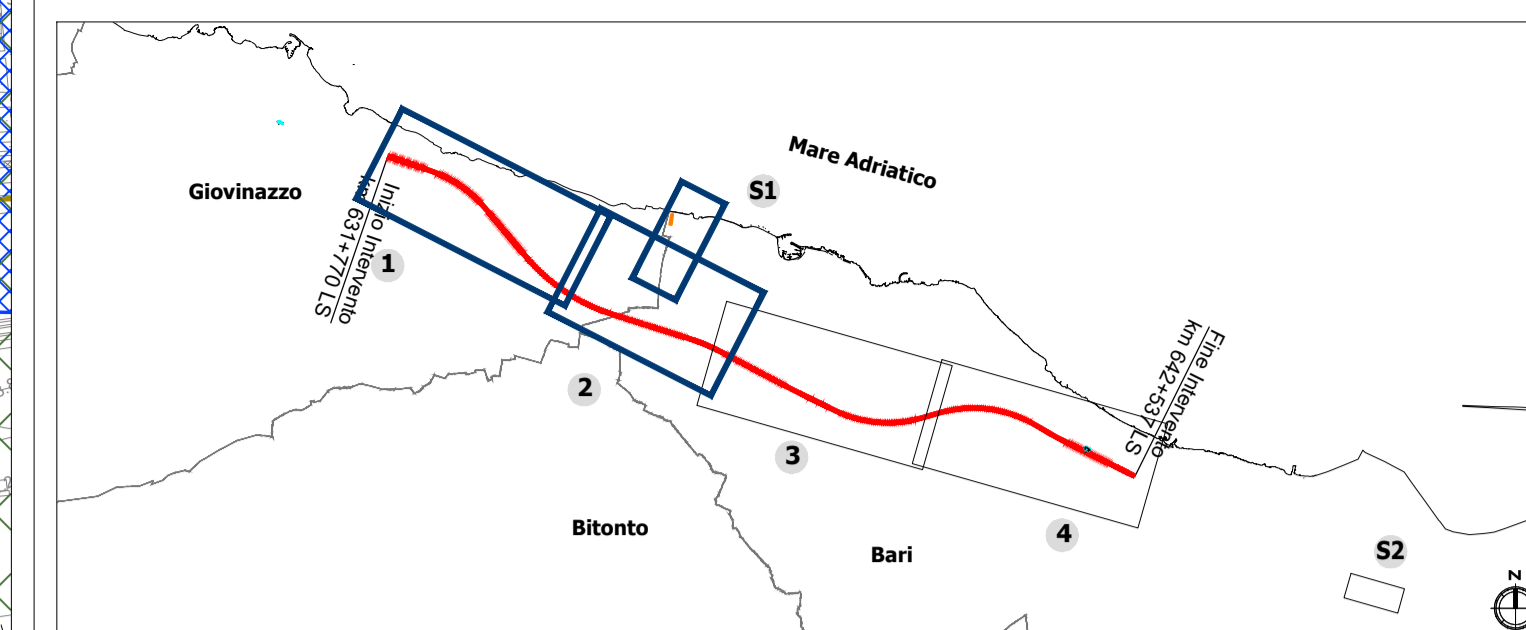 Mare Adriatico
S1
Giovinazzo
Inizio Intervento
km 631+770 LS
1
2
3
Fine Intervento
km 642+537 LS
4
Bitonto
Bari
S2
N